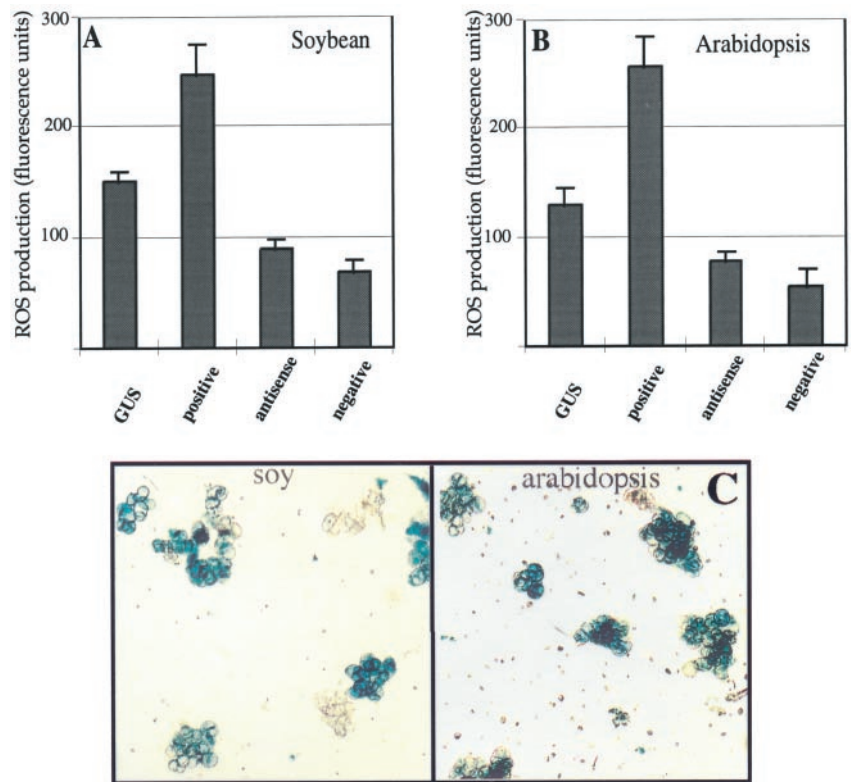 A Soybean
ROS production (fluorescence units)
300
200
100
GUS
positive
antisense
negative
B Arabidopsis
ROS production (fluorescence units)
300
200
100
GUS
positive
antisense
negative
soy
arabidopsis
C